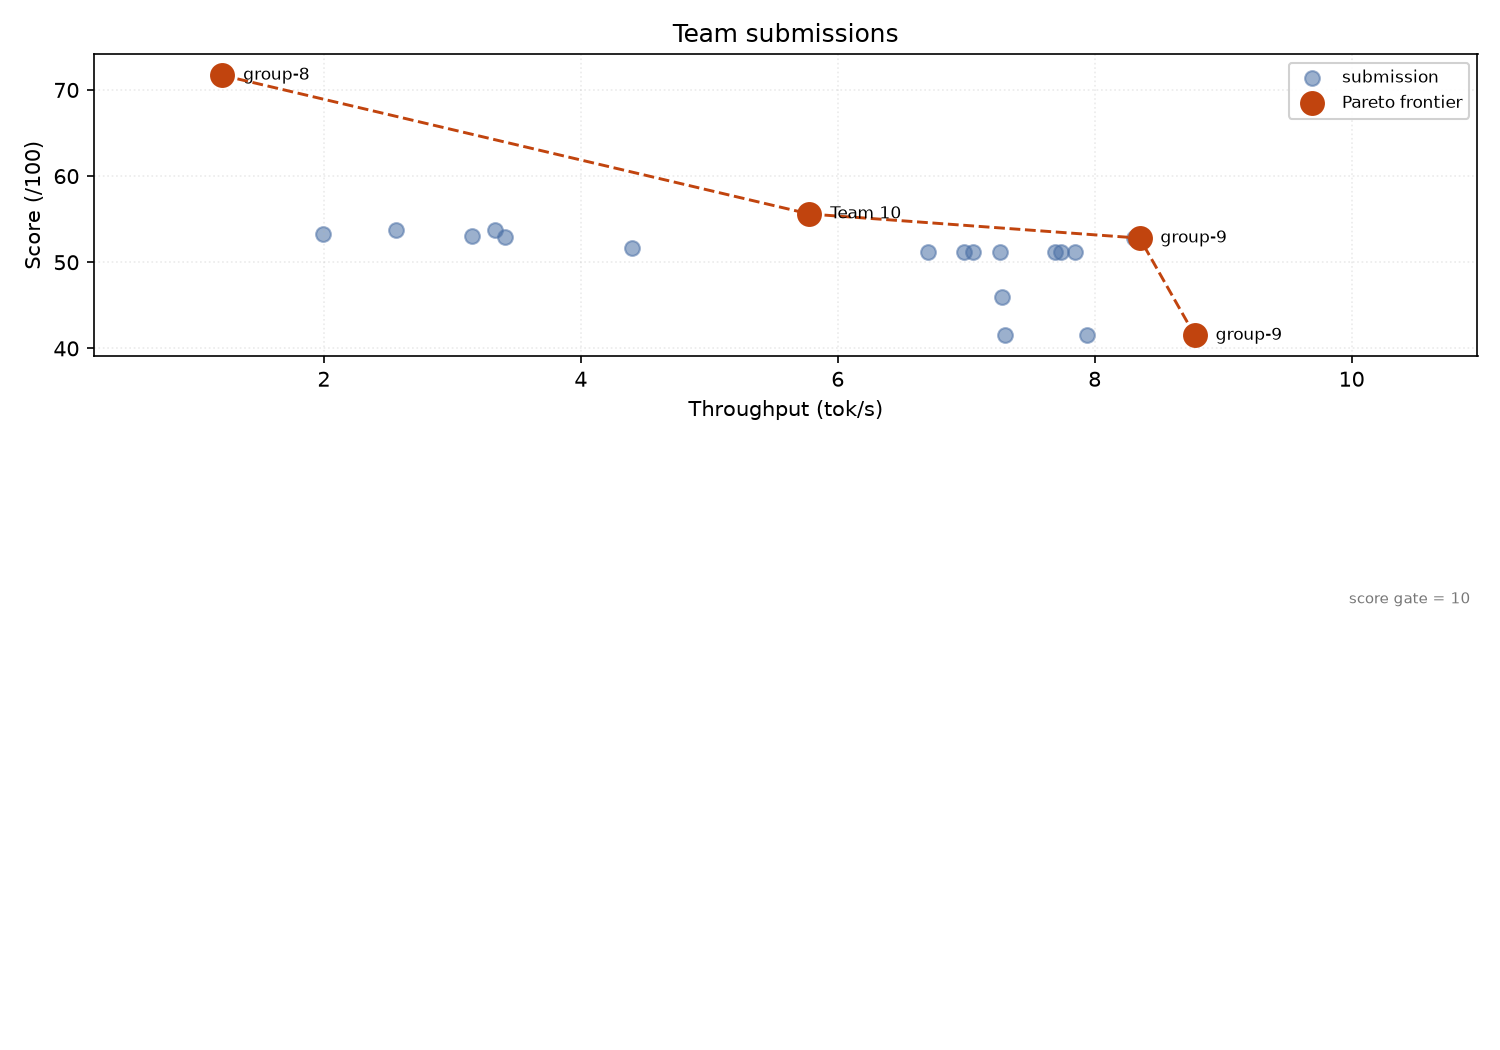 Team submissions
submission
Pareto frontier
group-8
Team 10
group-9
group-9
Score (/100)
70
60
50
40
2
4
6
8
10
Throughput (tok/s)
score gate = 10